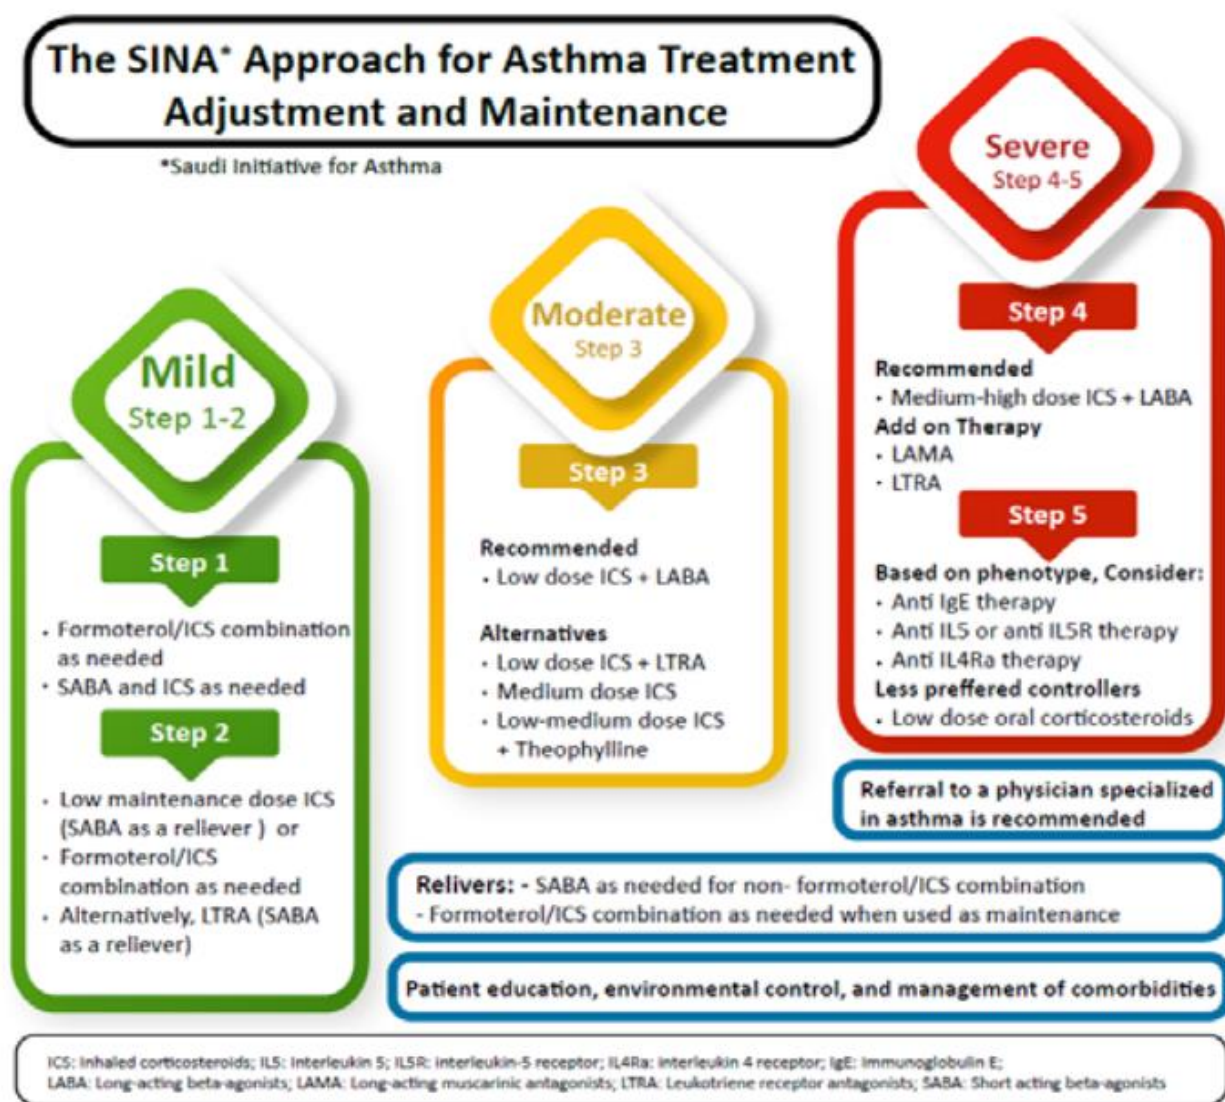 The SINA* Approach for Asthma Treatment
Adjustment and Maintenance
*Saudi Initiative for Asthma
Mild
Step 1-2
Step 1
• Formoterol/ICS combination
as needed
• SABA and ICS as needed
Step 2
• Low maintenance dose ICS
(SABA as a reliever ) or
• Formoterol/ICS
combination as needed
• Alternatively, LTRA (SABA
as a reliever)
Moderate
Step 3
Step 3
Recommended
• Low dose ICS + LABA
Alternatives
• Low dose ICS + LTRA
• Medium dose ICS
• Low-medium dose ICS
+ Theophylline
Severe
Step 4-5
Step 4
Recommended
• Medium-high dose ICS + LABA
Add on Therapy
• LAMA
• LTRA
Step 5
Based on phenotype, Consider:
• Anti IgE therapy
• Anti IL5 or anti IL5R therapy
• Anti IL4Ra therapy
Less preffered controllers
• Low dose oral corticosteroids
Referral to a physician specialized
in asthma is recommended
Relivers: - SABA as needed for non- formoterol/ICS combination
- Formoterol/ICS combination as needed when used as maintenance
Patient education, environmental control, and management of comorbidities
ICS: Inhaled corticosteroids; IL5: Interleukin 5; IL5R: interleukin-5 receptor; IL4Ra: interleukin 4 receptor; IgE: Immunoglobulin E;
LABA: Long-acting beta-agonists; LAMA: Long-acting muscarinic antagonists; LTRA: Leukotriene receptor antagonists; SABA: Short acting beta-agonists